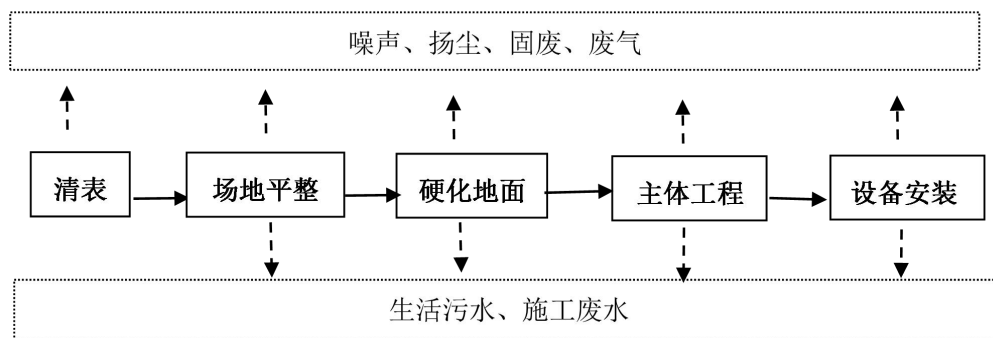 噪声、扬尘、固废、废气
清表
场地平整
硬化地面
主体工程
设备安装
生活污水、施工废水